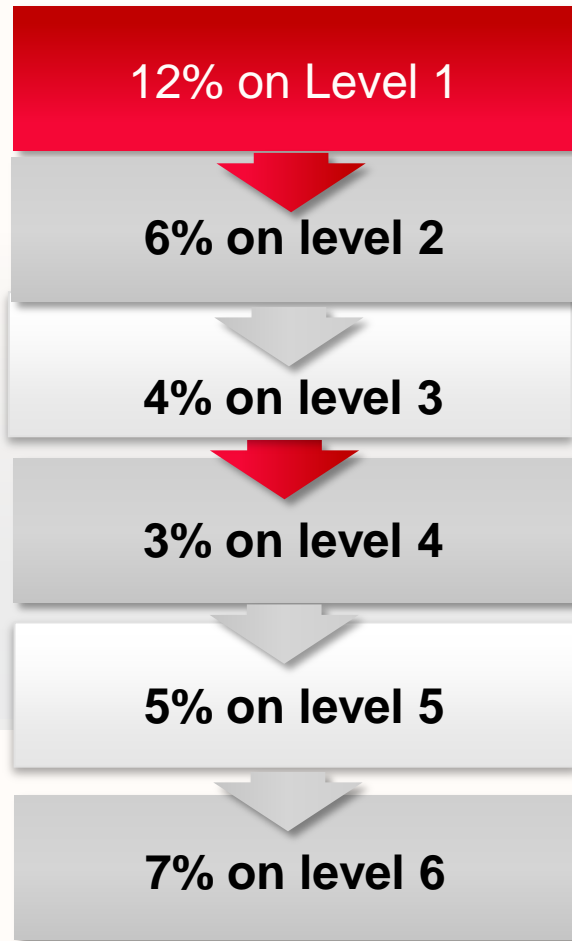 12% on Level 1
6% on level 2
4% on level 3
3% on level 4
5% on level 5
7% on level 6